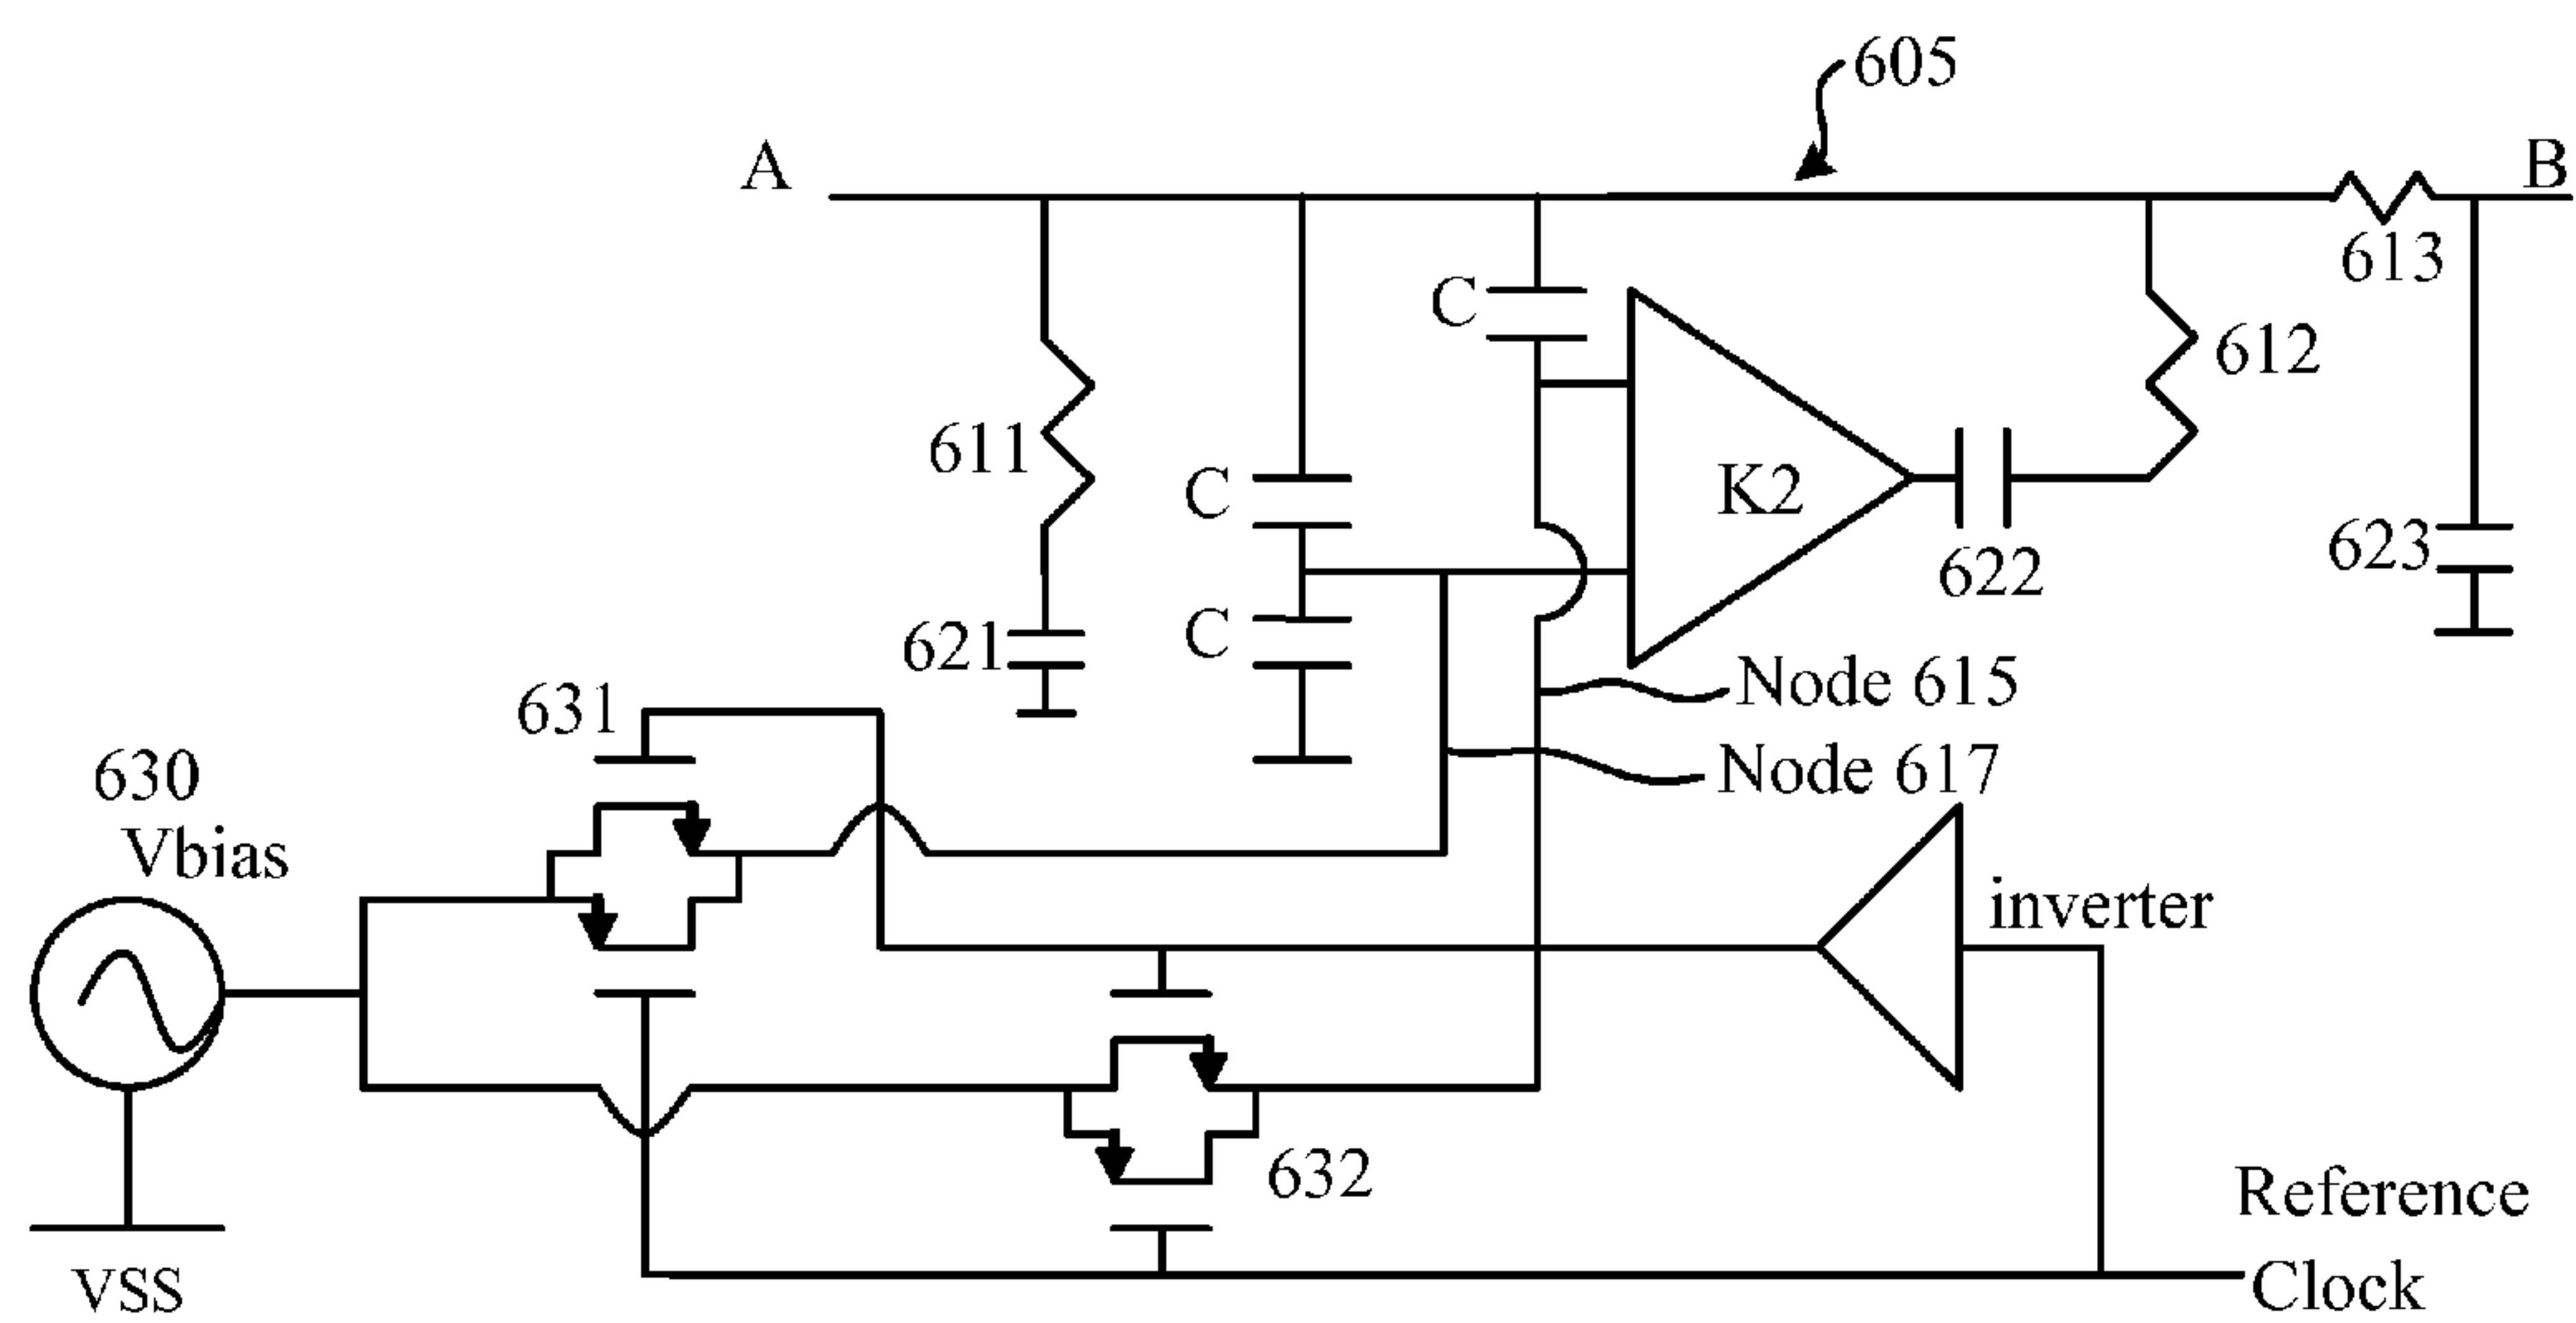 605
A
B
613
C
612
611
K2
C
622
623
C
621
Node 615
631
Node 617
630
Vbias
inverter
632
Reference
Clock
VSS